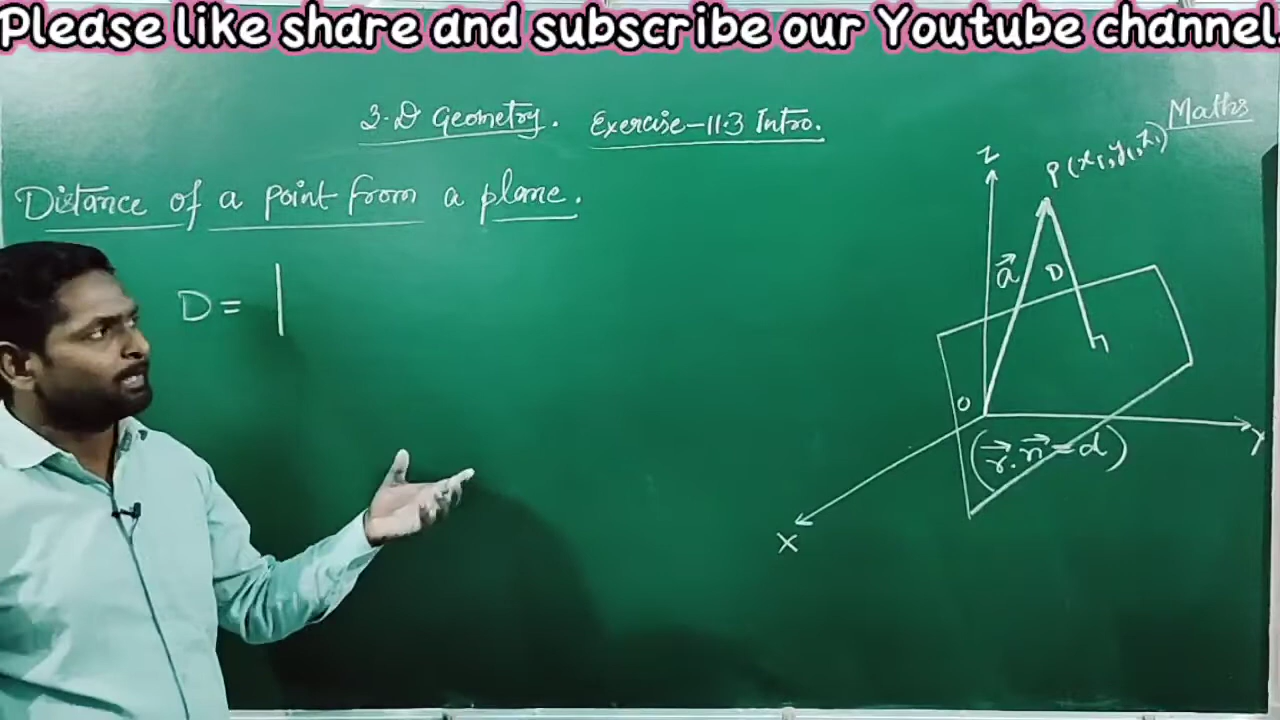 Please like share and subscribe our Youtube channel.
3-D Geometry. Exercise-11.3 Intro.
Maths
Distance of a point from a plane.
D = |
Z
P(x₁,y₁,z₁)
a⃗
D
O
(r⃗.n⃗=d)
Y
X